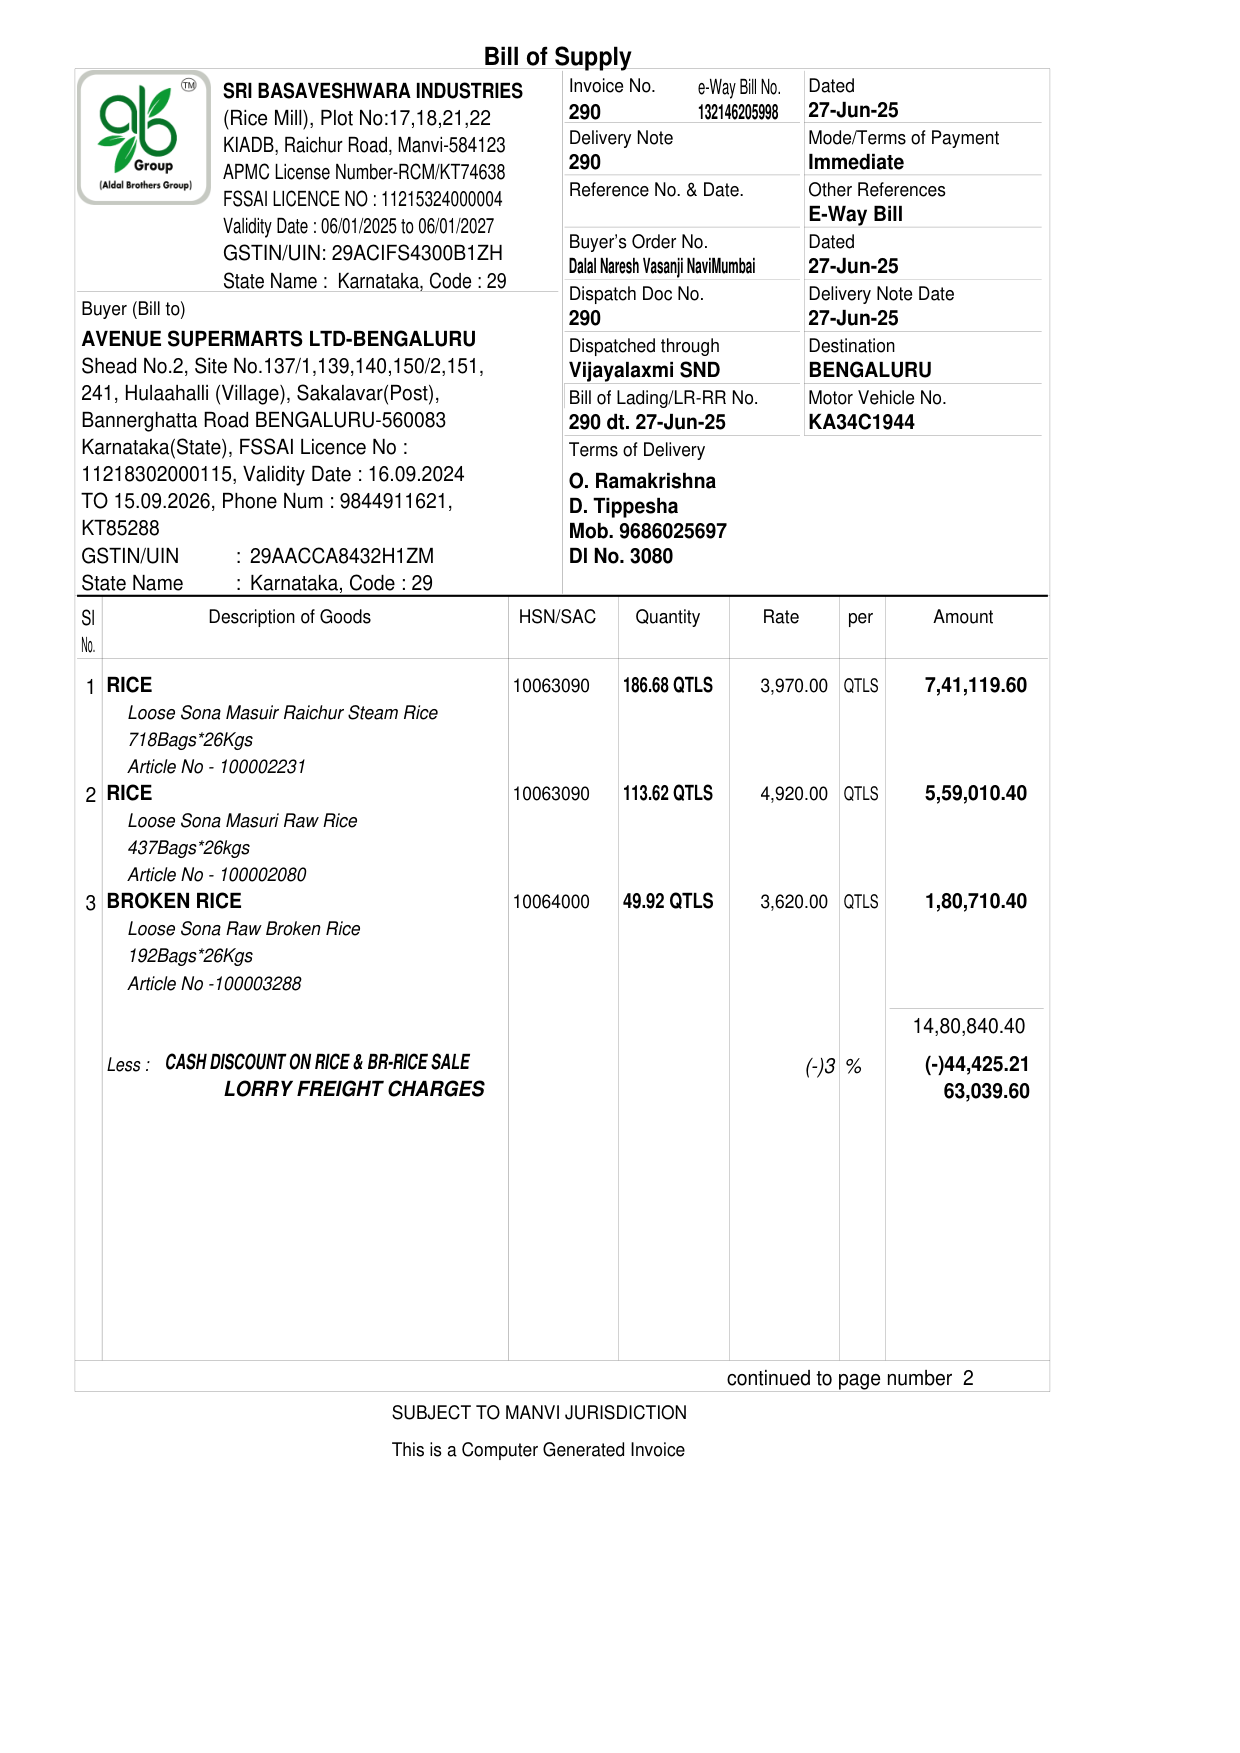 Bill of Supply
TM
Group
(Aldal Brothers Group)
SRI BASAVESHWARA INDUSTRIES
(Rice Mill), Plot No:17,18,21,22
KIADB, Raichur Road, Manvi-584123
APMC License Number-RCM/KT74638
FSSAI LICENCE NO : 11215324000004
Validity Date : 06/01/2025 to 06/01/2027
GSTIN/UIN: 29ACIFS4300B1ZH
State Name : Karnataka, Code : 29
Buyer (Bill to)
AVENUE SUPERMARTS LTD-BENGALURU
Shead No.2, Site No.137/1,139,140,150/2,151,
241, Hulaahalli (Village), Sakalavar(Post),
Bannerghatta Road BENGALURU-560083
Karnataka(State), FSSAI Licence No :
11218302000115, Validity Date : 16.09.2024
TO 15.09.2026, Phone Num : 9844911621,
KT85288
GSTIN/UIN : 29AACCA8432H1ZM
State Name : Karnataka, Code : 29
Invoice No. e-Way Bill No. Dated
290 132146205998 27-Jun-25
Delivery Note Mode/Terms of Payment
290 Immediate
Reference No. & Date. Other References
E-Way Bill
Buyer's Order No. Dated
Dalal Naresh Vasanji NaviMumbai 27-Jun-25
Dispatch Doc No. Delivery Note Date
290 27-Jun-25
Dispatched through Destination
Vijayalaxmi SND BENGALURU
Bill of Lading/LR-RR No. Motor Vehicle No.
290 dt. 27-Jun-25 KA34C1944
Terms of Delivery
O. Ramakrishna
D. Tippesha
Mob. 9686025697
Dl No. 3080
Sl Description of Goods HSN/SAC Quantity Rate per Amount
No.
1 RICE 10063090 186.68 QTLS 3,970.00 QTLS 7,41,119.60
Loose Sona Masuir Raichur Steam Rice
718Bags*26Kgs
Article No - 100002231
2 RICE 10063090 113.62 QTLS 4,920.00 QTLS 5,59,010.40
Loose Sona Masuri Raw Rice
437Bags*26kgs
Article No - 100002080
3 BROKEN RICE 10064000 49.92 QTLS 3,620.00 QTLS 1,80,710.40
Loose Sona Raw Broken Rice
192Bags*26Kgs
Article No -100003288
14,80,840.40
Less : CASH DISCOUNT ON RICE & BR-RICE SALE (-)3 % (-)44,425.21
LORRY FREIGHT CHARGES 63,039.60
continued to page number 2
SUBJECT TO MANVI JURISDICTION
This is a Computer Generated Invoice